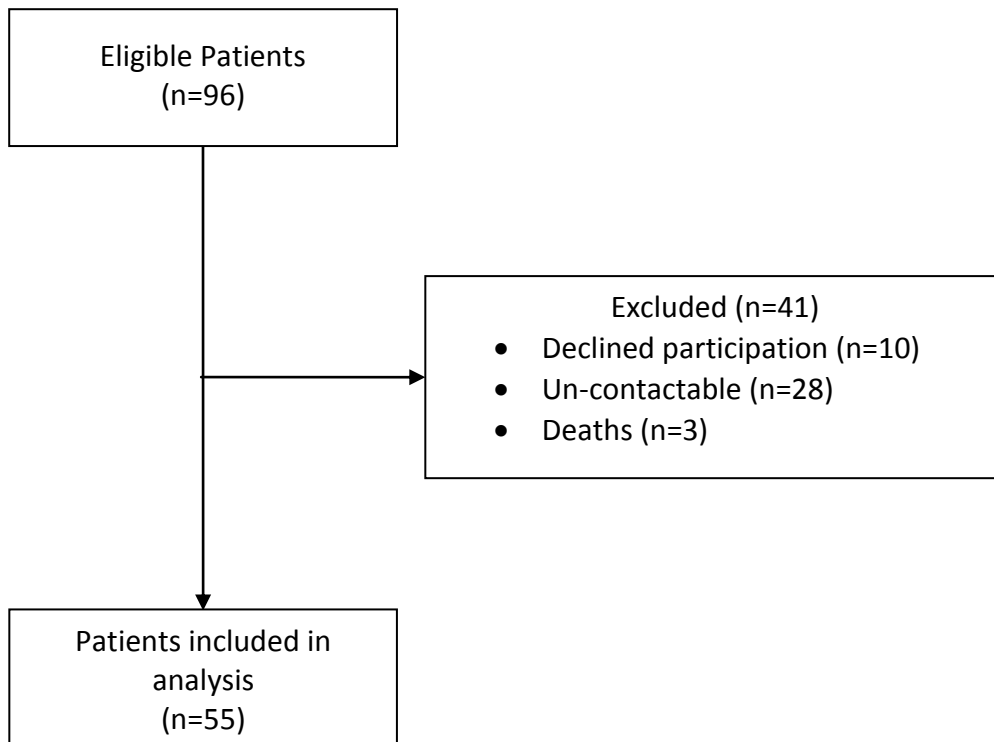 Eligible Patients
(n=96)
Excluded (n=41)
• Declined participation (n=10)
• Un-contactable (n=28)
• Deaths (n=3)
Patients included in
analysis
(n=55)